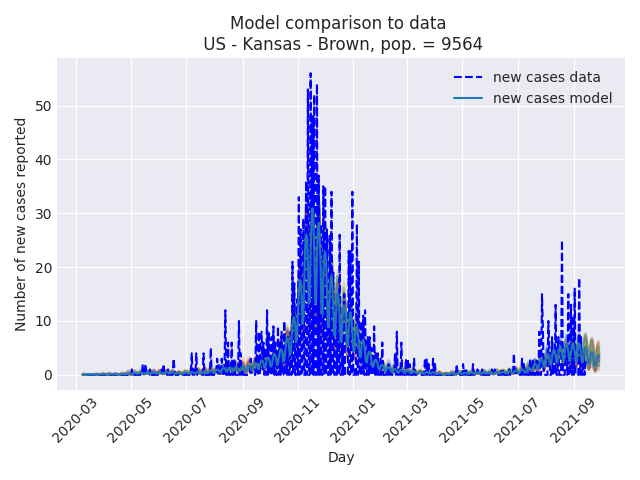 Model comparison to data
US - Kansas - Brown, pop. = 9564
new cases data
new cases model
Number of new cases reported
50
40
30
20
10
0
2020-03
2020-05
2020-07
2020-09
2020-11
2021-01
2021-03
2021-05
2021-07
2021-09
Day